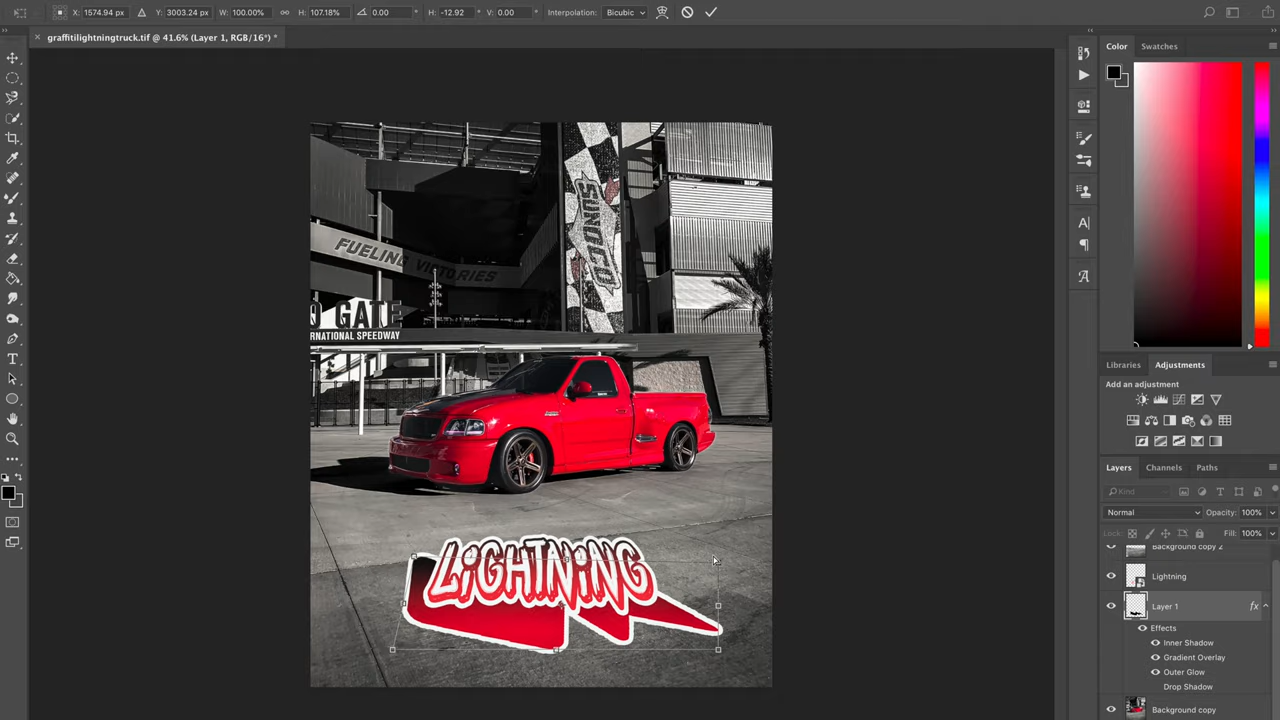 X: 1574.94 px Y: 3003.24 px W: 100.00% H: 107.18% 0.00 ° H: -12.92 ° V: 0.00 ° Interpolation: Bicubic
× graffitilightningtruck.tif @ 41.6% (Layer 1, RGB/16*) *
Color Swatches
SUNOCO
FUELING VICTORIES
O GATE
RNATIONAL SPEEDWAY
LiGHTNiNG
Libraries Adjustments
Add an adjustment
Layers Channels Paths
Kind
Normal Opacity: 100%
Lock: Fill: 100%
Background copy 2
Lightning
Layer 1 fx
Effects
Inner Shadow
Gradient Overlay
Outer Glow
Drop Shadow
Background copy